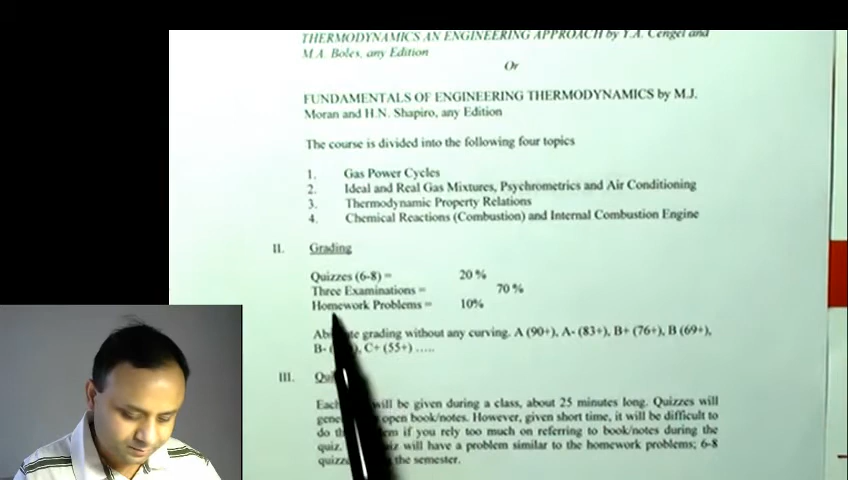 THERMODYNAMICS AN ENGINEERING APPROACH by Y.A. Cengel and
M.A. Boles, any Edition
Or
FUNDAMENTALS OF ENGINEERING THERMODYNAMICS by M.J.
Moran and H.N. Shapiro, any Edition
The course is divided into the following four topics
1. Gas Power Cycles
2. Ideal and Real Gas Mixtures, Psychrometrics and Air Conditioning
3. Thermodynamic Property Relations
4. Chemical Reactions (Combustion) and Internal Combustion Engine
II. Grading
Quizzes (6-8) = 20 %
Three Examinations = 70 %
Homework Problems = 10%
grading without any curving. A (90+), A- (83+), B+ (76+), B (69+),
B- C+ (55+) .....
III.
will be given during a class, about 25 minutes long. Quizzes will
open book/notes. However, given short time, it will be difficult to
do if you rely too much on referring to book/notes during the
quiz. will have a problem similar to the homework problems; 6-8
the semester.